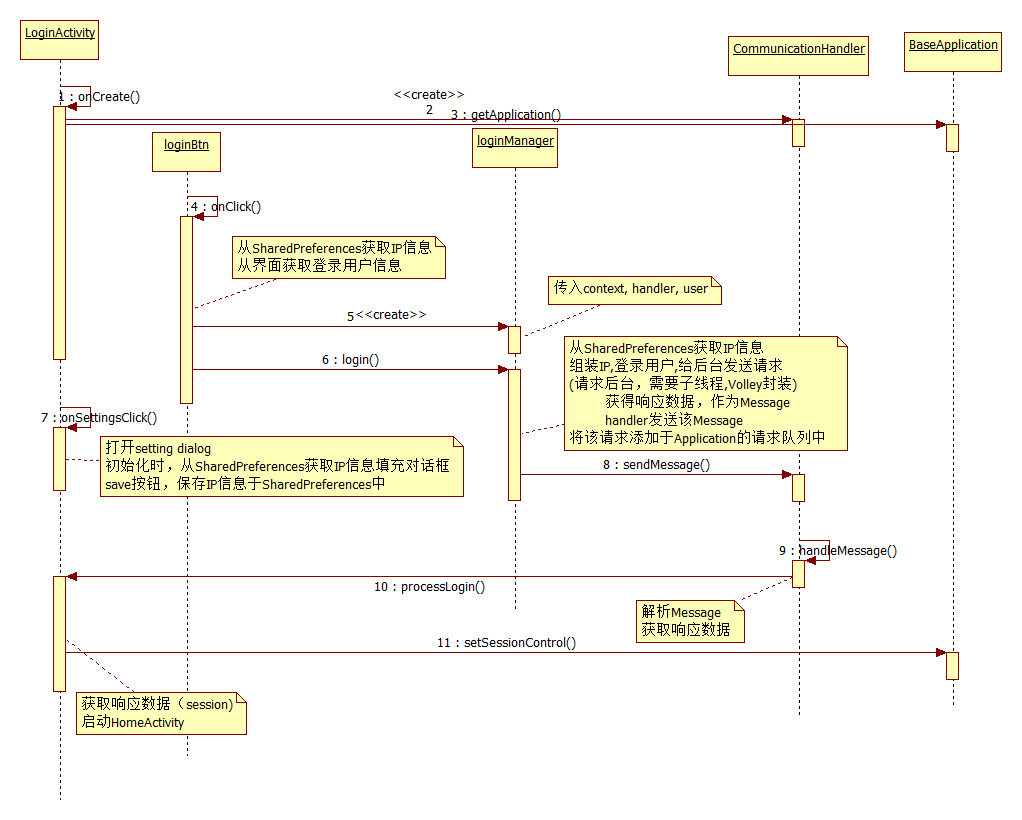 LoginActivity
CommunicationHandler
BaseApplication
1 : onCreate()
<<create>>
2
3 : getApplication()
loginBtn
loginManager
4 : onClick()
从SharedPreferences获取IP信息
从界面获取登录用户信息
传入context, handler, user
5 <<create>>
从SharedPreferences获取IP信息
组装IP,登录用户,给后台发送请求
(请求后台，需要子线程,Volley封装)
获得响应数据，作为Message
handler发送该Message
将该请求添加于Application的请求队列中
6 : login()
7 : onSettingsClick()
打开setting dialog
初始化时，从SharedPreferences获取IP信息填充对话框
save按钮，保存IP信息于SharedPreferences中
8 : sendMessage()
9 : handleMessage()
10 : processLogin()
解析Message
获取响应数据
11 : setSessionControl()
获取响应数据（session)
启动HomeActivity